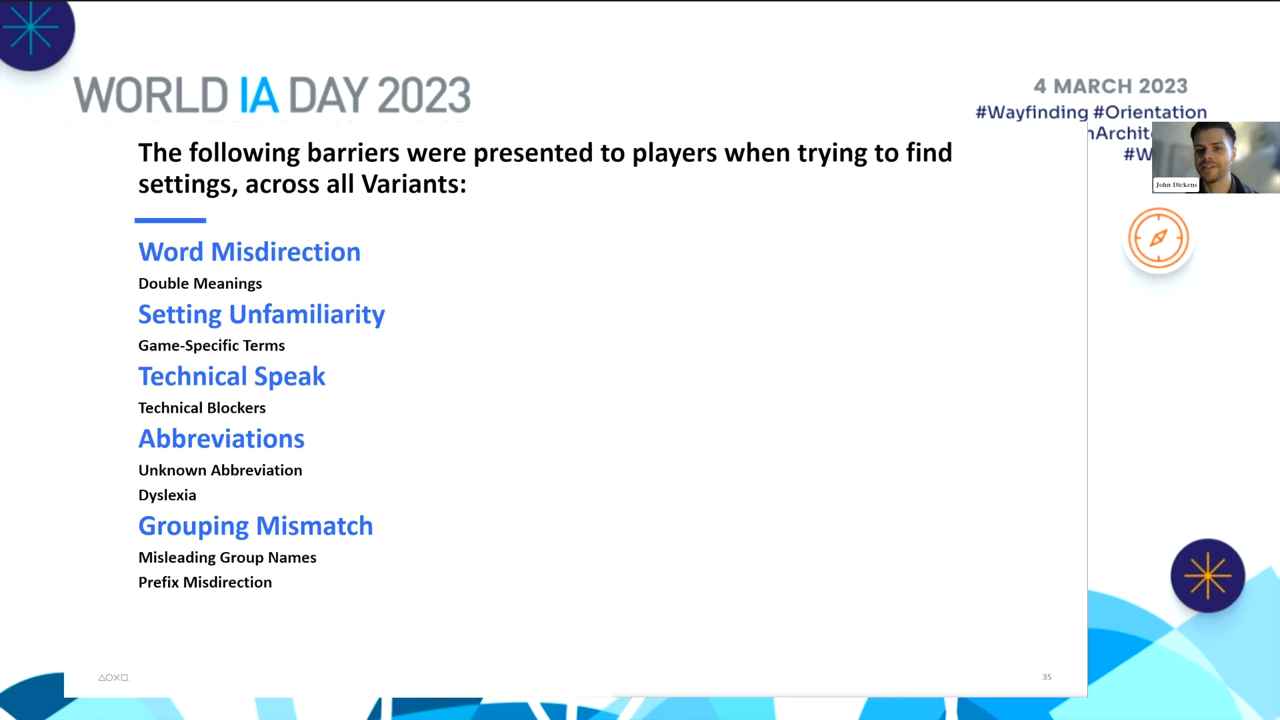 WORLD IA DAY 2023
4 MARCH 2023
#Wayfinding #Orientation
#W
John Dickens
The following barriers were presented to players when trying to find
settings, across all Variants:
Word Misdirection
Double Meanings
Setting Unfamiliarity
Game-Specific Terms
Technical Speak
Technical Blockers
Abbreviations
Unknown Abbreviation
Dyslexia
Grouping Mismatch
Misleading Group Names
Prefix Misdirection
35